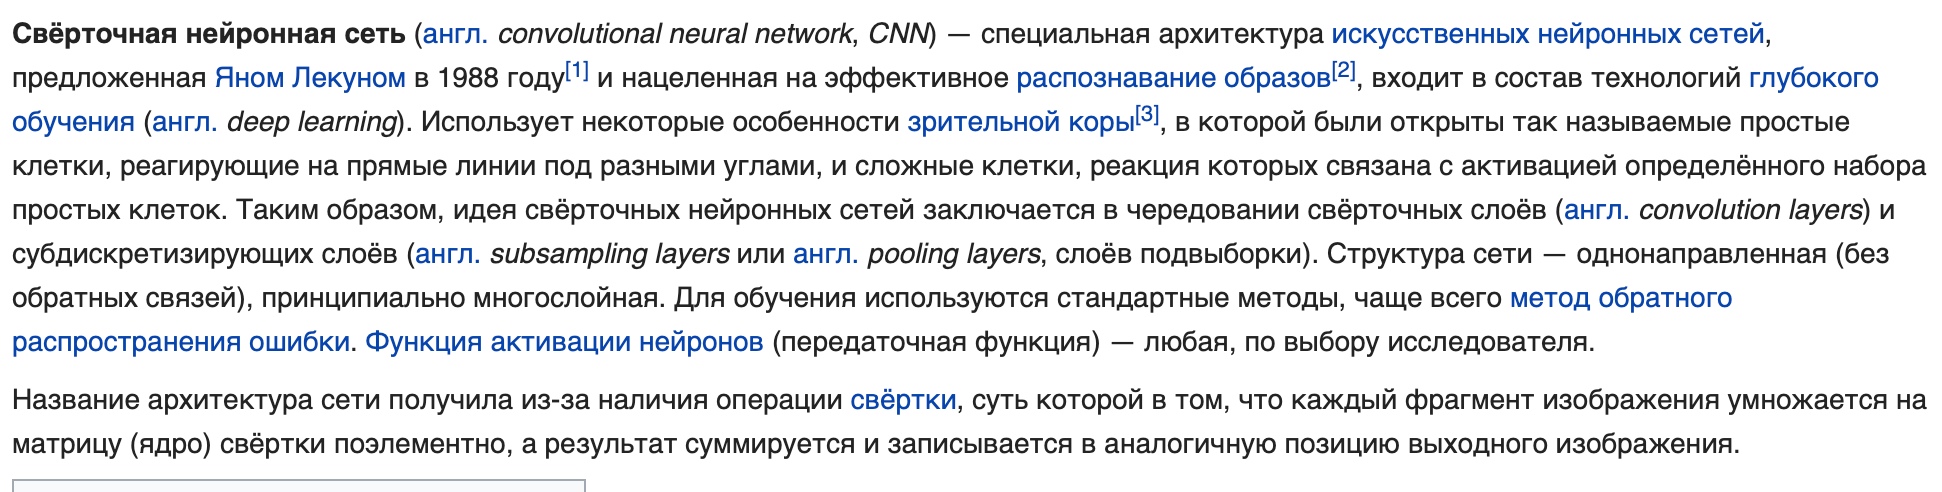 Свёрточная нейронная сеть (англ. convolutional neural network, CNN) — специальная архитектура искусственных нейронных сетей,
предложенная Яном Лекуном в 1988 году[1] и нацеленная на эффективное распознавание образов[2], входит в состав технологий глубокого
обучения (англ. deep learning). Использует некоторые особенности зрительной коры[3], в которой были открыты так называемые простые
клетки, реагирующие на прямые линии под разными углами, и сложные клетки, реакция которых связана с активацией определённого набора
простых клеток. Таким образом, идея свёрточных нейронных сетей заключается в чередовании свёрточных слоёв (англ. convolution layers) и
субдискретизирующих слоёв (англ. subsampling layers или англ. pooling layers, слоёв подвыборки). Структура сети — однонаправленная (без
обратных связей), принципиально многослойная. Для обучения используются стандартные методы, чаще всего метод обратного
распространения ошибки. Функция активации нейронов (передаточная функция) — любая, по выбору исследователя.
Название архитектура сети получила из-за наличия операции свёртки, суть которой в том, что каждый фрагмент изображения умножается на
матрицу (ядро) свёртки поэлементно, а результат суммируется и записывается в аналогичную позицию выходного изображения.